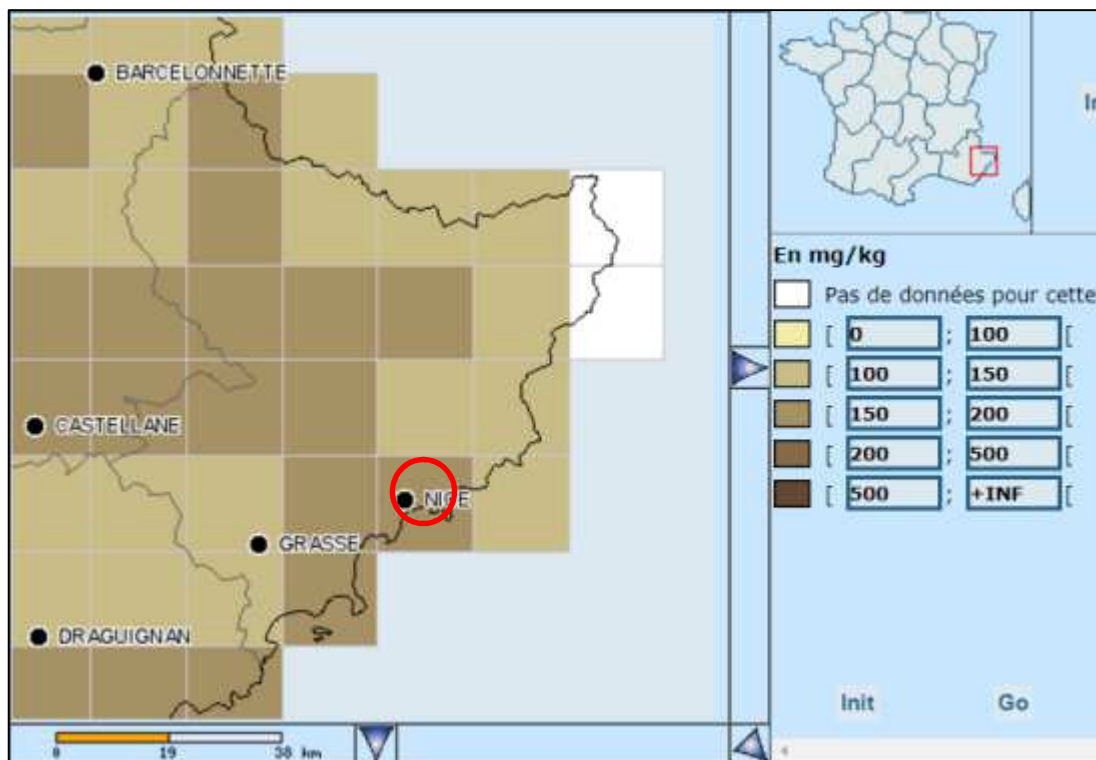 BARCELONNETTE
CASTELLANE
NICE
GRASSE
DRAGUIGNAN
0 19 38 km
En mg/kg
Pas de données pour cette
[ 0 ; 100 [
[ 100 ; 150 [
[ 150 ; 200 [
[ 200 ; 500 [
[ 500 ; +INF [
Init Go